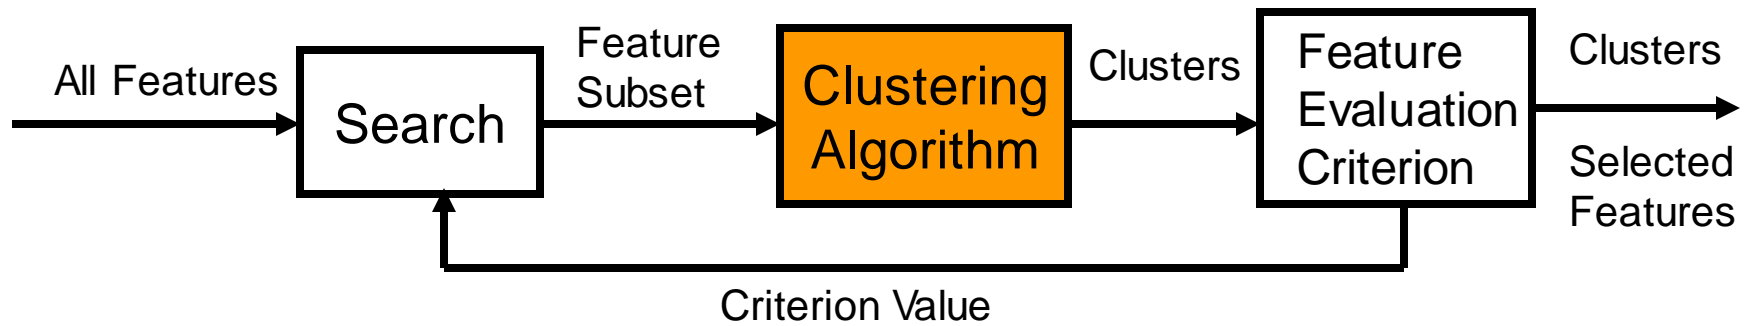 All Features
Search
Feature
Subset
Clustering
Algorithm
Clusters
Feature
Evaluation
Criterion
Clusters
Selected
Features
Criterion Value